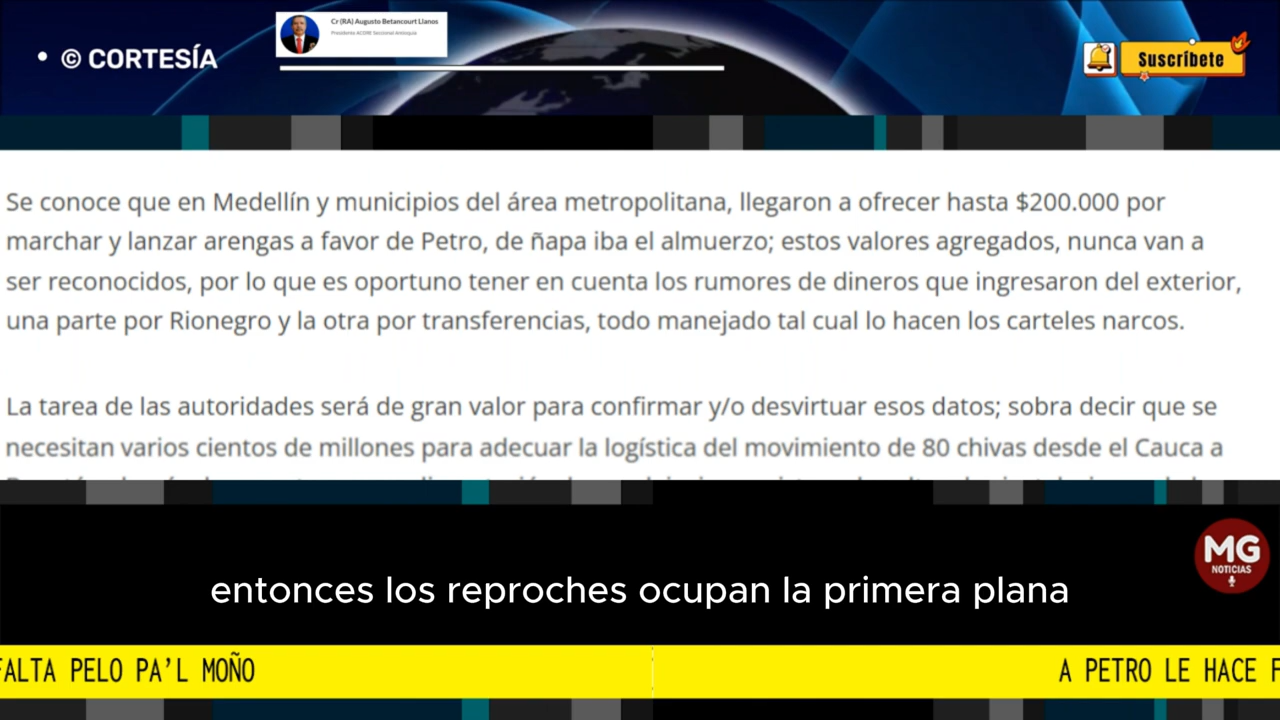 • © CORTESÍA
Cr (RA) Augusto Betancourt Llanos
Presidente ACORE Seccional Antioquia
Suscríbete
Se conoce que en Medellín y municipios del área metropolitana, llegaron a ofrecer hasta $200.000 por
marchar y lanzar arengas a favor de Petro, de ñapa iba el almuerzo; estos valores agregados, nunca van a
ser reconocidos, por lo que es oportuno tener en cuenta los rumores de dineros que ingresaron del exterior,
una parte por Rionegro y la otra por transferencias, todo manejado tal cual lo hacen los carteles narcos.
La tarea de las autoridades será de gran valor para confirmar y/o desvirtuar esos datos; sobra decir que se
necesitan varios cientos de millones para adecuar la logística del movimiento de 80 chivas desde el Cauca a
MG
NOTICIAS
entonces los reproches ocupan la primera plana
FALTA PELO PA'L MOÑO
A PETRO LE HACE F